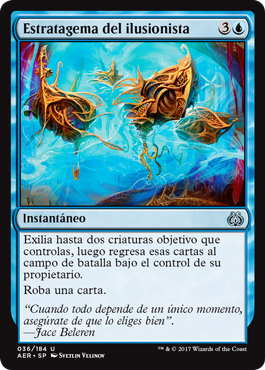 Estratagema del ilusionista 3
Instantáneo
Exilia hasta dos criaturas objetivo que
controlas, luego regresa esas cartas al
campo de batalla bajo el control de su
propietario.
Roba una carta.
“Cuando todo depende de un único momento,
asegúrate de que lo eliges bien”.
—Jace Beleren
036/184 U
AER • SP Svetlin Velinov
™ & © 2017 Wizards of the Coast